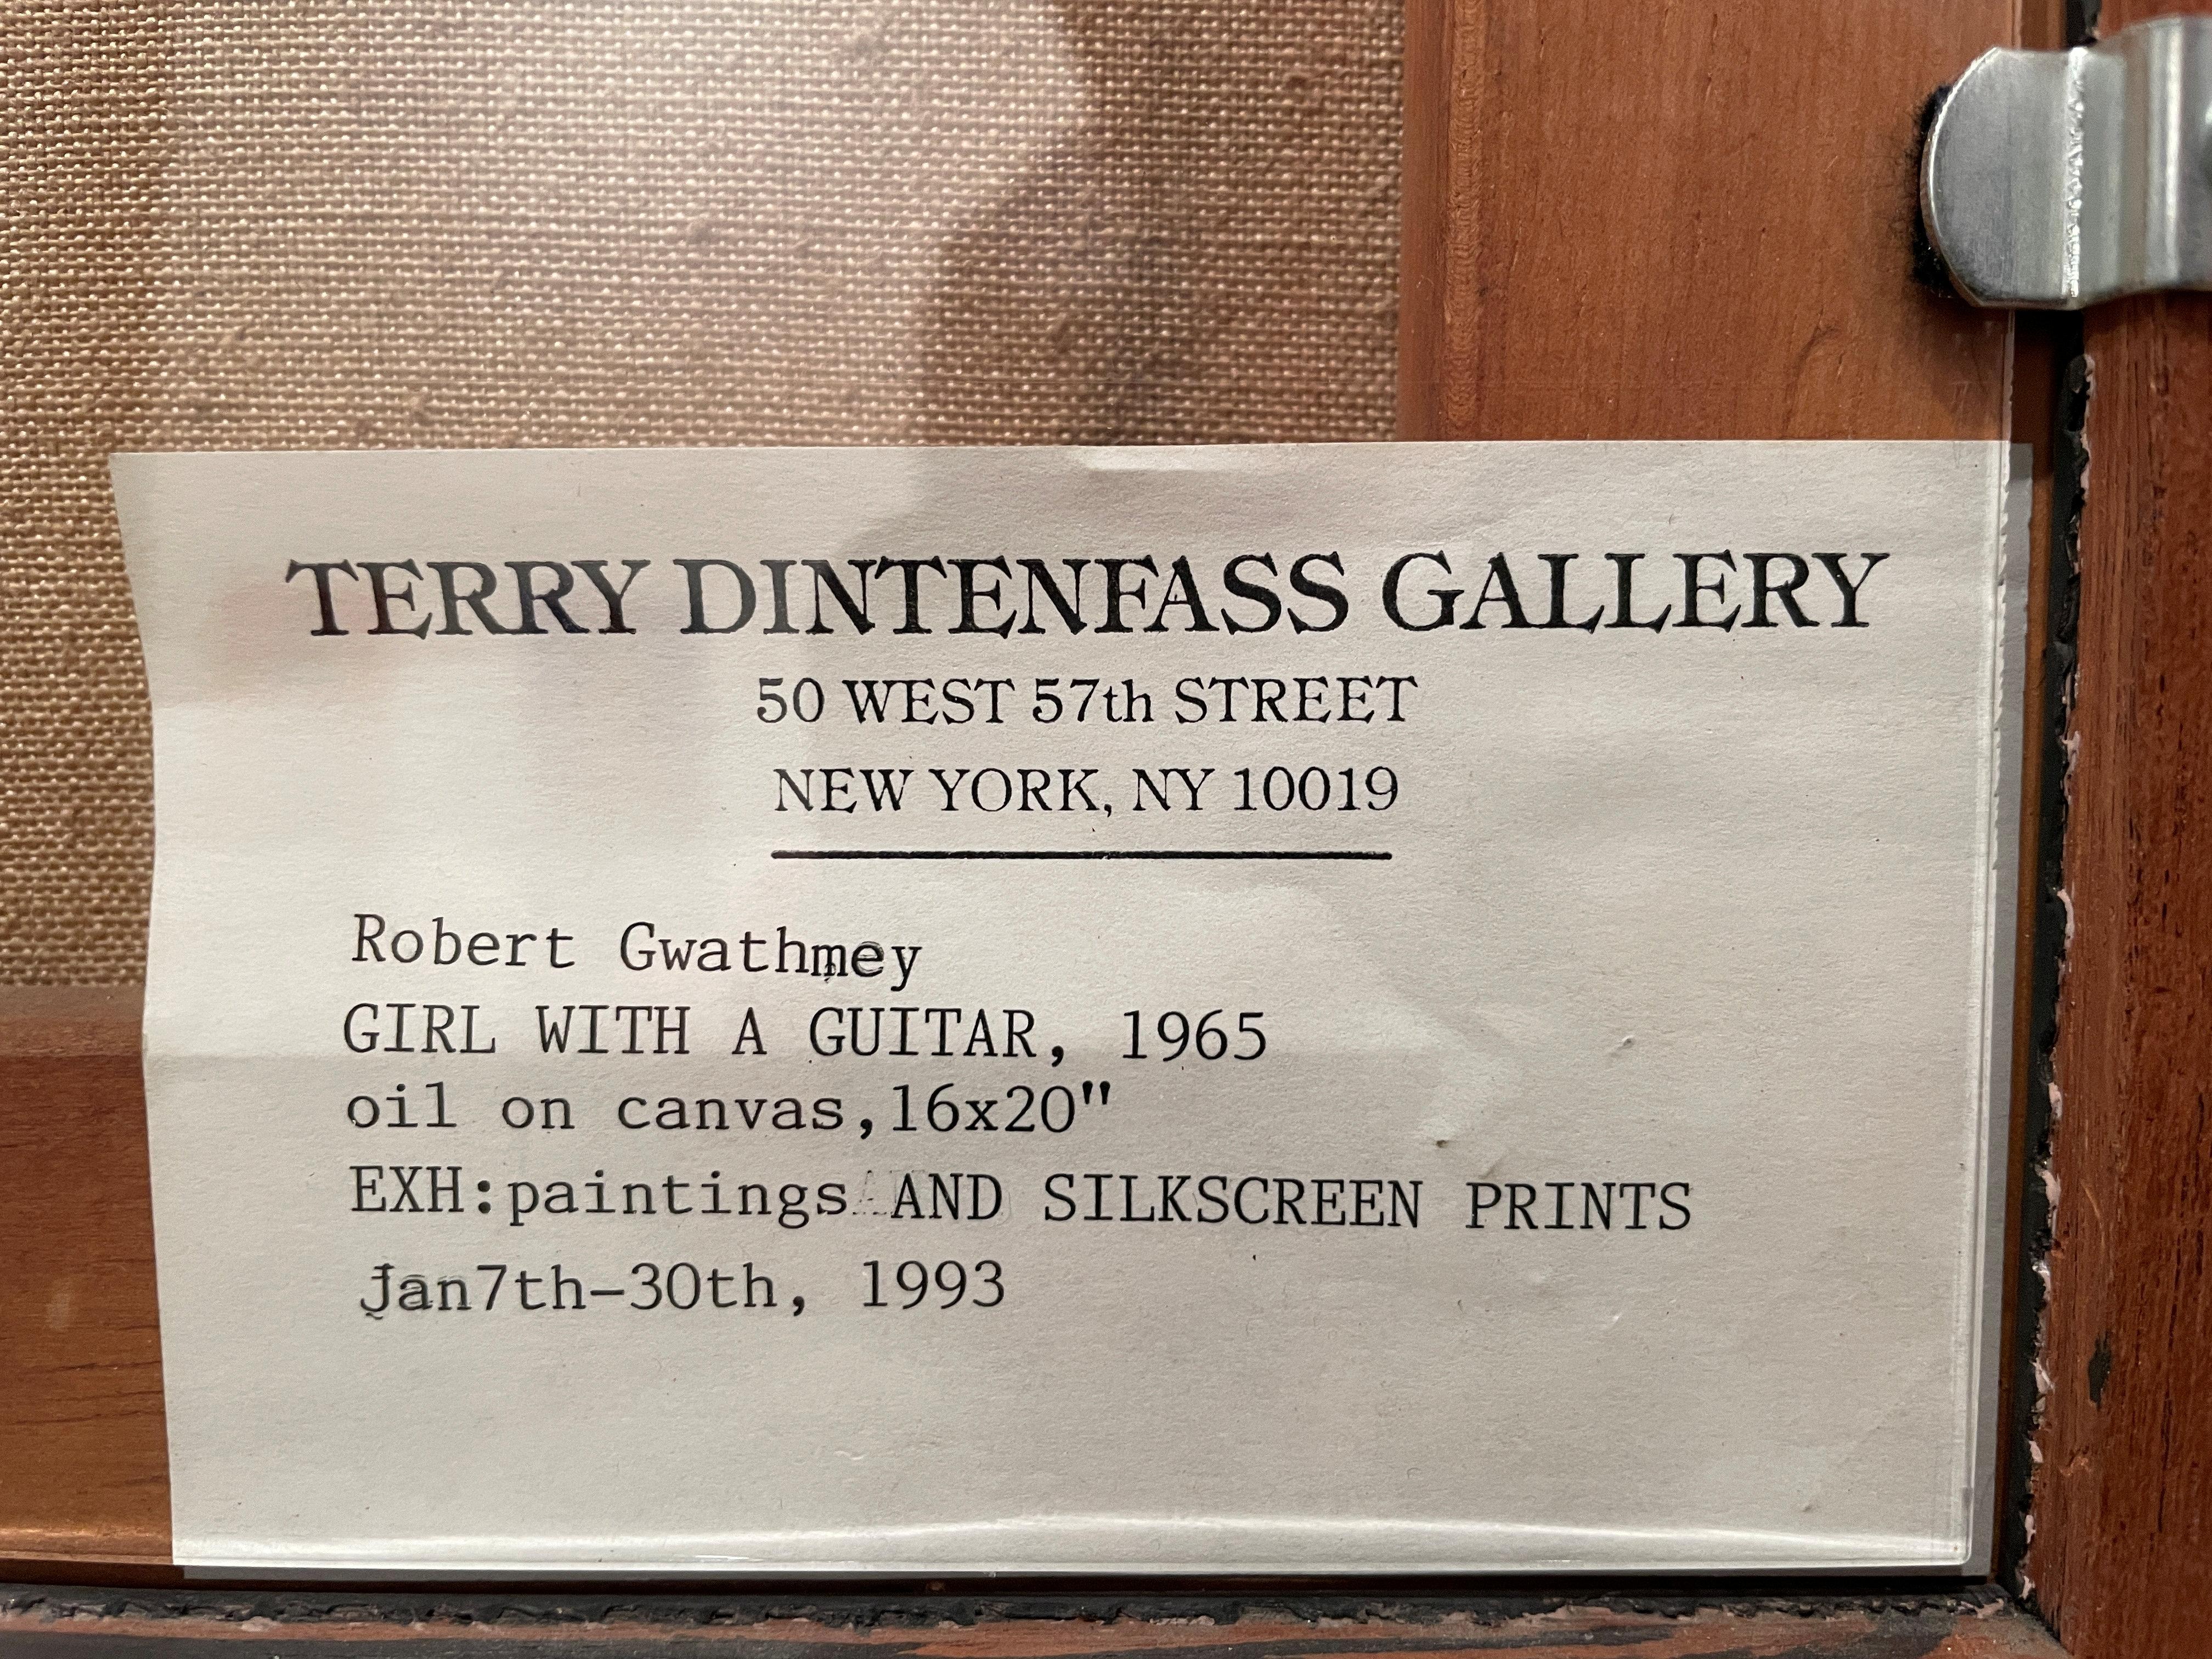 TERRY DINTENFASS GALLERY
50 WEST 57th STREET
NEW YORK, NY 10019
Robert Gwathmey
GIRL WITH A GUITAR, 1965
oil on canvas,16x20"
EXH:paintings AND SILKSCREEN PRINTS
Jan7th-30th, 1993